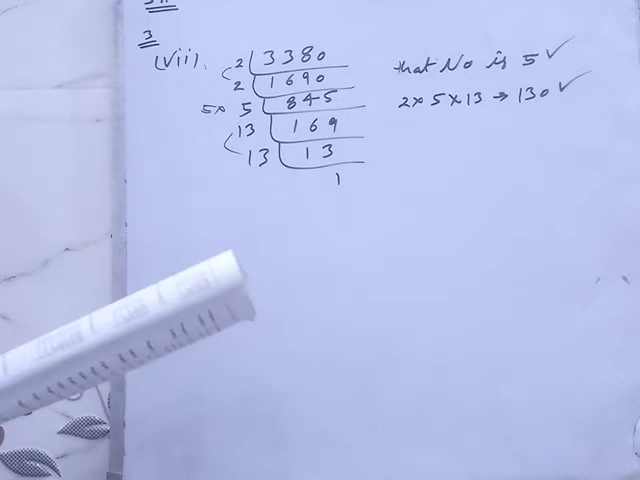 3
(vii). 2 3380
2 1690
5x 5 845
13 169
13 13
1
that No is 5 ✓
2 x 5 x 13 → 130 ✓